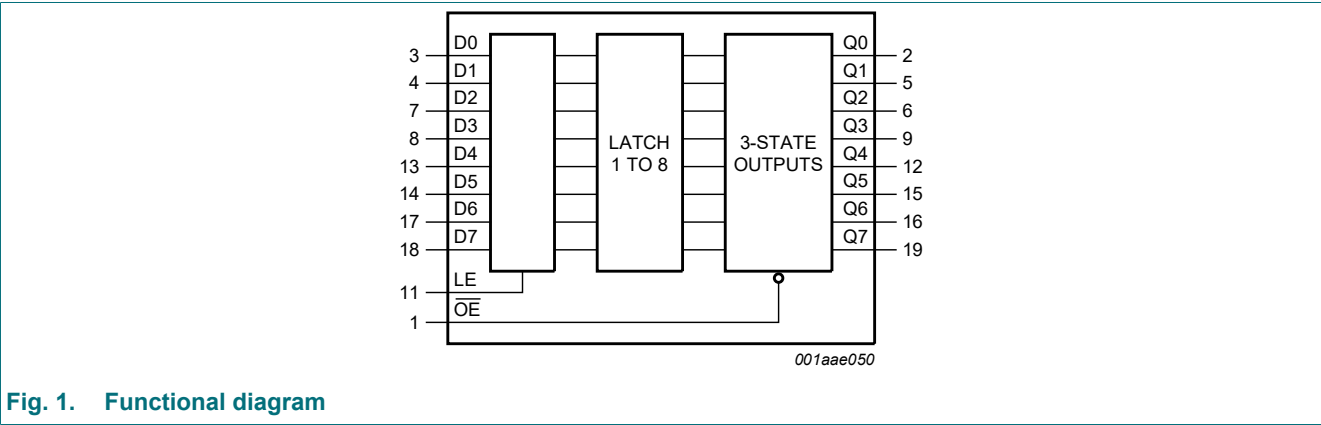 D0
Q0
3
2
D1
Q1
4
5
D2
Q2
7
6
D3
Q3
8
9
LATCH
1 TO 8
3-STATE
OUTPUTS
D4
Q4
13
12
D5
Q5
14
15
D6
Q6
17
16
D7
Q7
18
19
LE
11
OE
1
001aae050
Fig. 1. Functional diagram